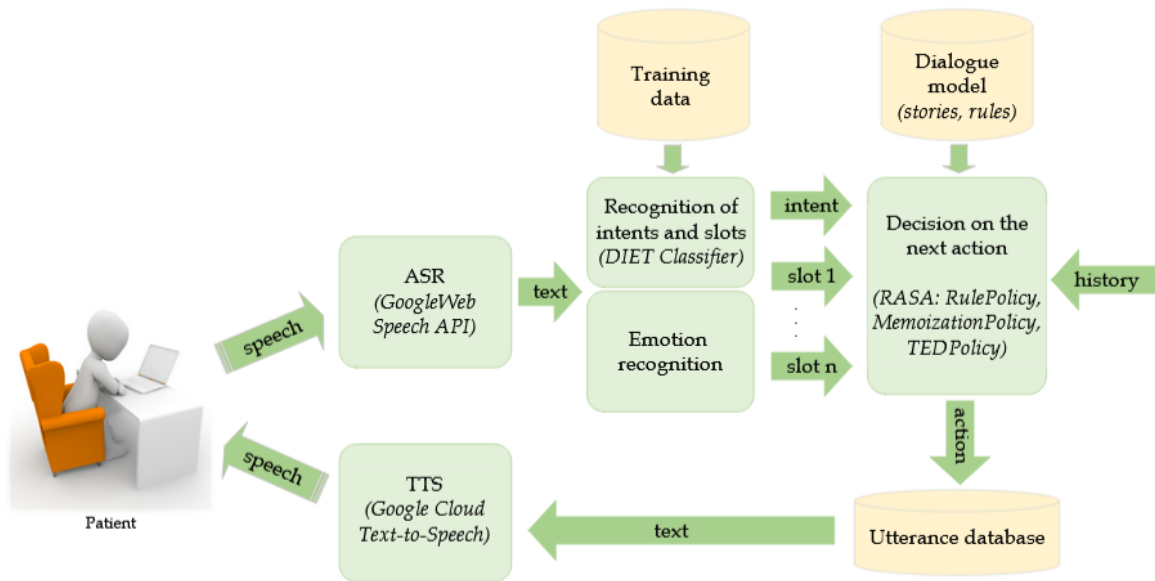 Training
data
Dialogue
model
(stories, rules)
Recognition of
intents and slots
(DIET Classifier)
intent
Decision on the
next action
ASR
(GoogleWeb
Speech API)
text
slot 1
history
(RASA: RulePolicy,
MemoizationPolicy,
TEDPolicy)
speech
Emotion
recognition
slot n
action
speech
TTS
(Google Cloud
Text-to-Speech)
text
Utterance database
Patient